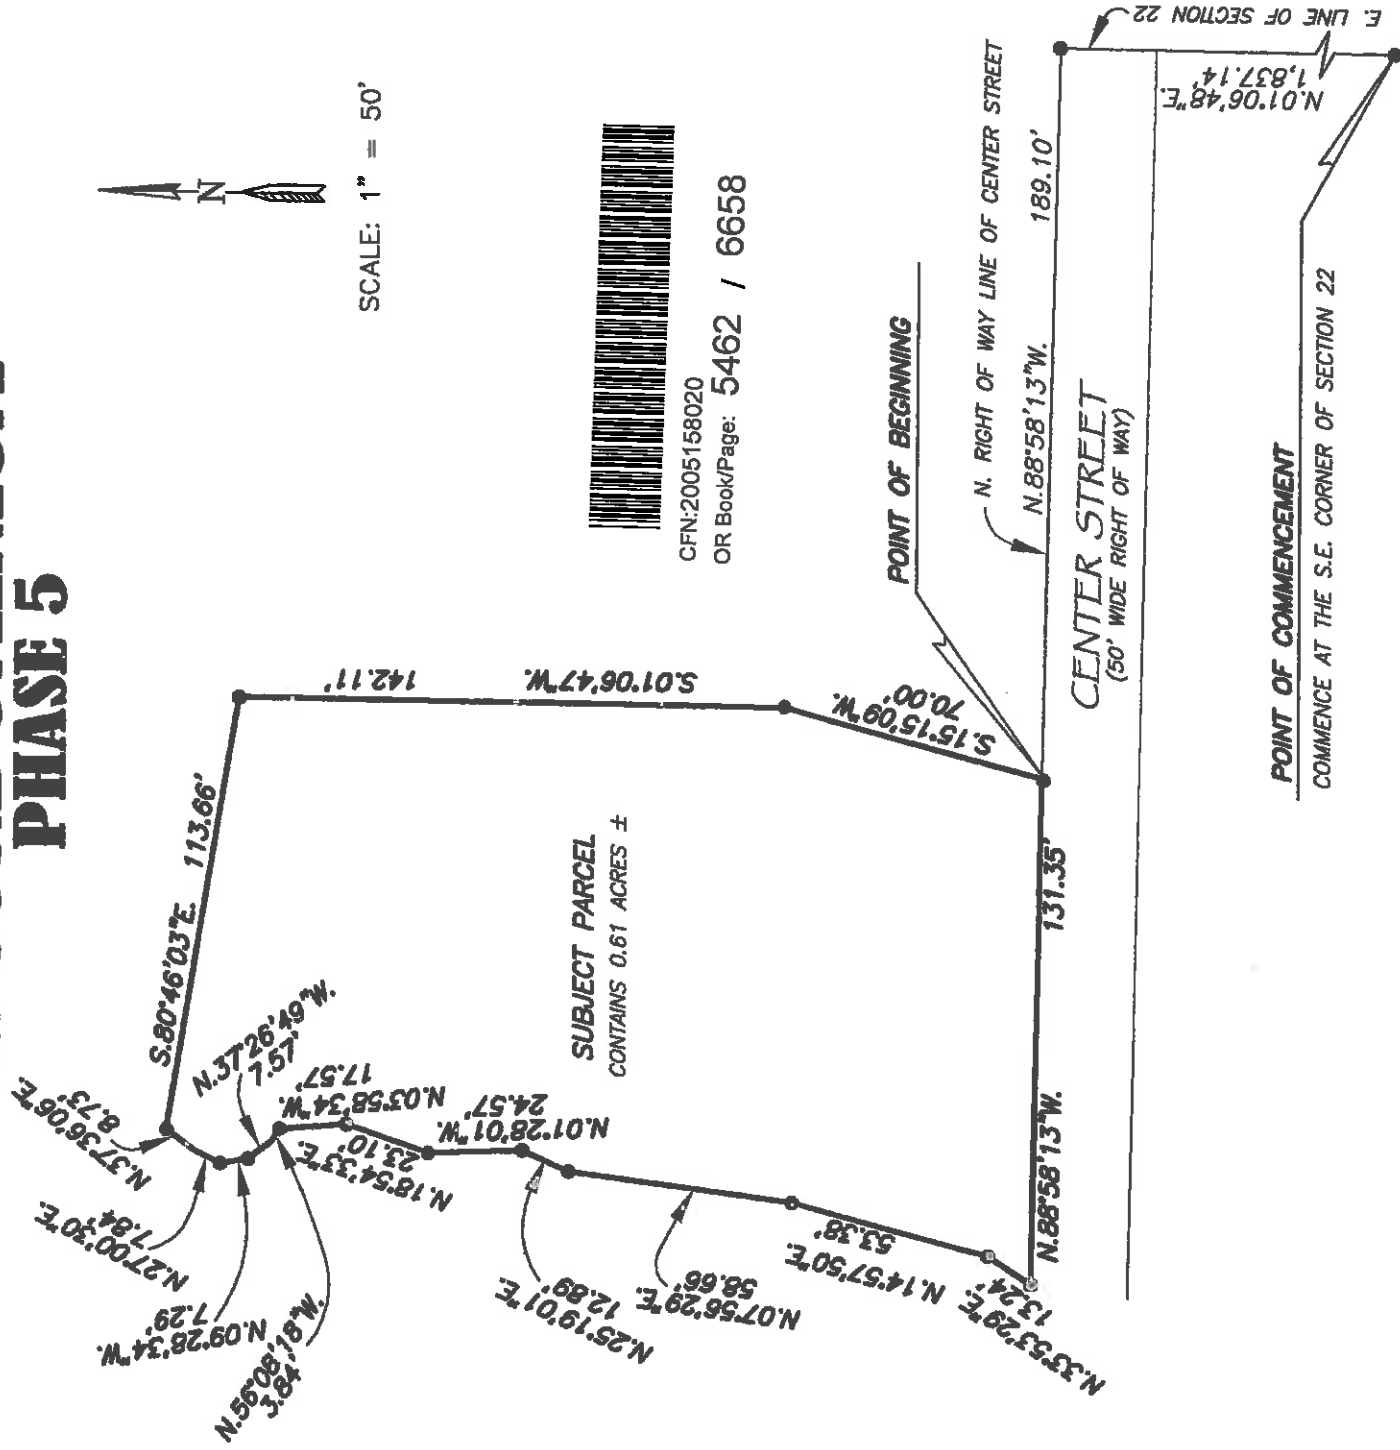 PHASE 5
SCALE: 1" = 50'
N
CFN:2005158020
OR Book/Page: 5462 / 6658
S.80°46'03"E. 113.66'
N.37°36'06"E.
8.73'
N.27°00'30"E.
7.84'
N.09°28'34"W.
7.29'
N.37°26'49"W.
7.57'
N.56°08'18"W.
3.84'
N.03°58'34"W.
17.57'
N.18°54'33"E.
23.10'
N.01°28'01"W.
24.57'
N.25°19'01"E.
12.89'
N.07°56'29"E.
58.66'
N.14°57'50"E.
53.38'
N.33°53'29"E.
13.24'
S.01°06'47"W. 142.11'
S.15°15'09"W.
70.00'
SUBJECT PARCEL
CONTAINS 0.61 ACRES ±
N.88°58'13"W. 131.35'
POINT OF BEGINNING
N. RIGHT OF WAY LINE OF CENTER STREET
N.88°58'13"W. 189.10'
CENTER STREET
(50' WIDE RIGHT OF WAY)
E. LINE OF SECTION 22
N.01°06'48"E.
1,837.14'
POINT OF COMMENCEMENT
COMMENCE AT THE S.E. CORNER OF SECTION 22